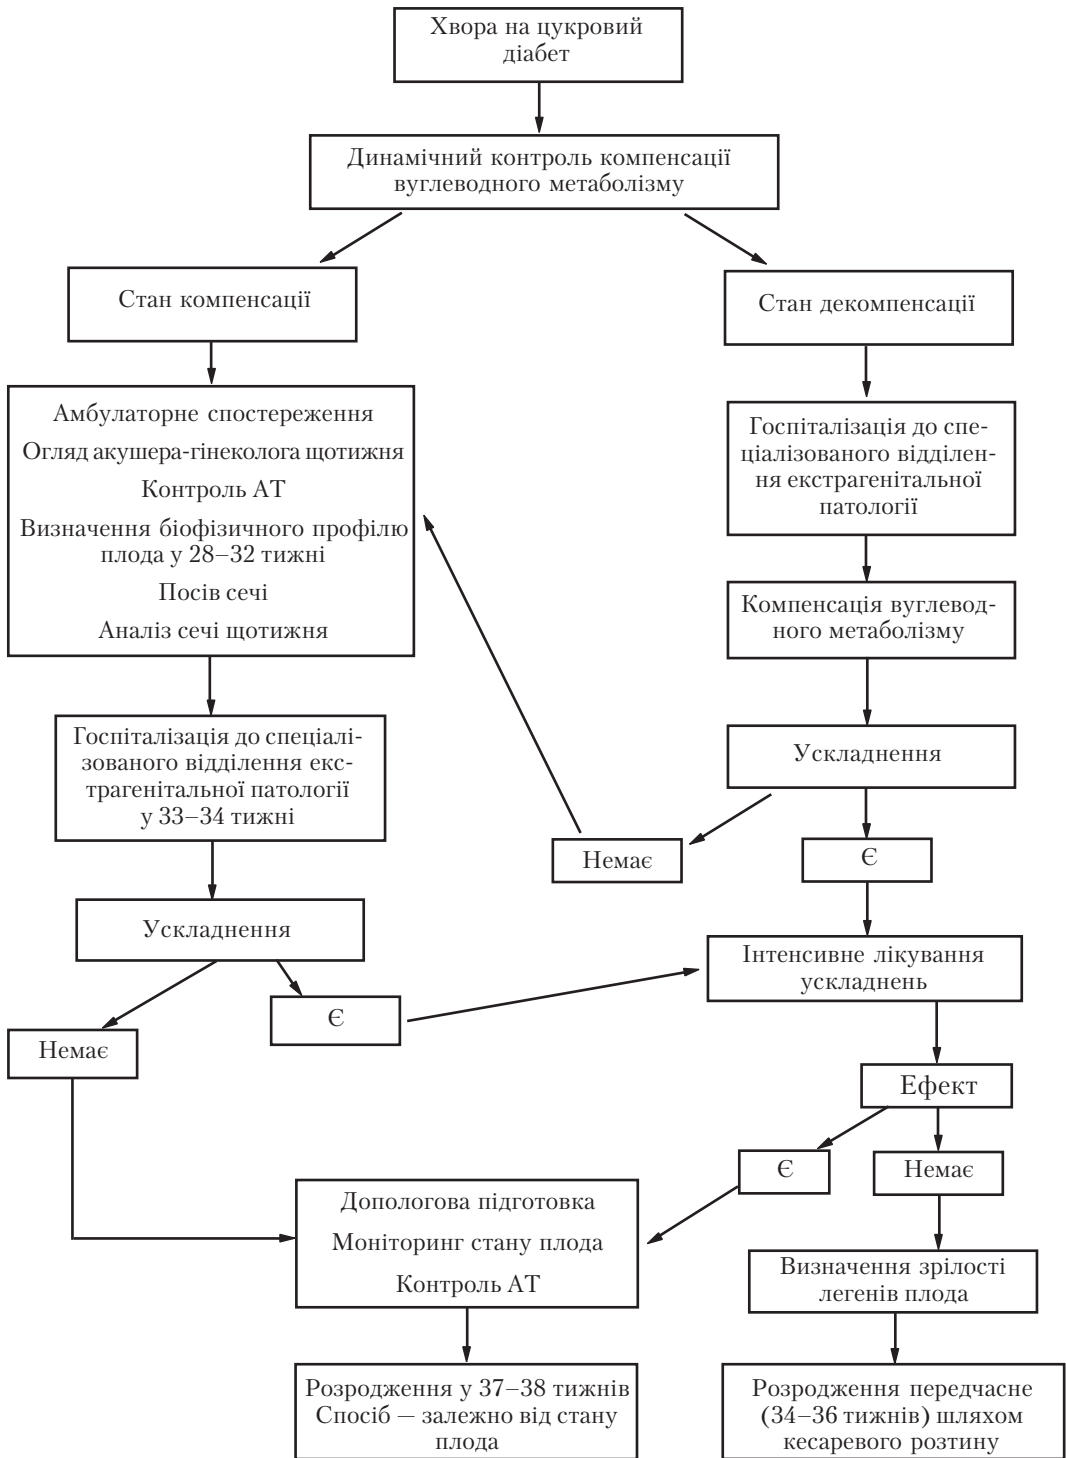 Хвора на цукровий
діабет
Динамічний контроль компенсації
вуглеводного метаболізму
Стан компенсації
Стан декомпенсації
Амбулаторне спостереження
Огляд акушера-гінеколога щотижня
Контроль АТ
Визначення біофізичного профілю
плода у 28–32 тижні
Посів сечі
Аналіз сечі щотижня
Госпіталізація до спе-
ціалізованого відділен-
ня екстрагенітальної
патології
Компенсація вуглевод-
ного метаболізму
Госпіталізація до спеціалі-
зованого відділення екс-
трагенітальної патології
у 33–34 тижні
Ускладнення
Немає
Є
Ускладнення
Є
Немає
Інтенсивне лікування
ускладнень
Ефект
Є
Немає
Допологова підготовка
Моніторинг стану плода
Контроль АТ
Визначення зрілості
легенів плода
Розродження у 37–38 тижнів
Спосіб — залежно від стану
плода
Розродження передчасне
(34–36 тижнів) шляхом
кесаревого розтину